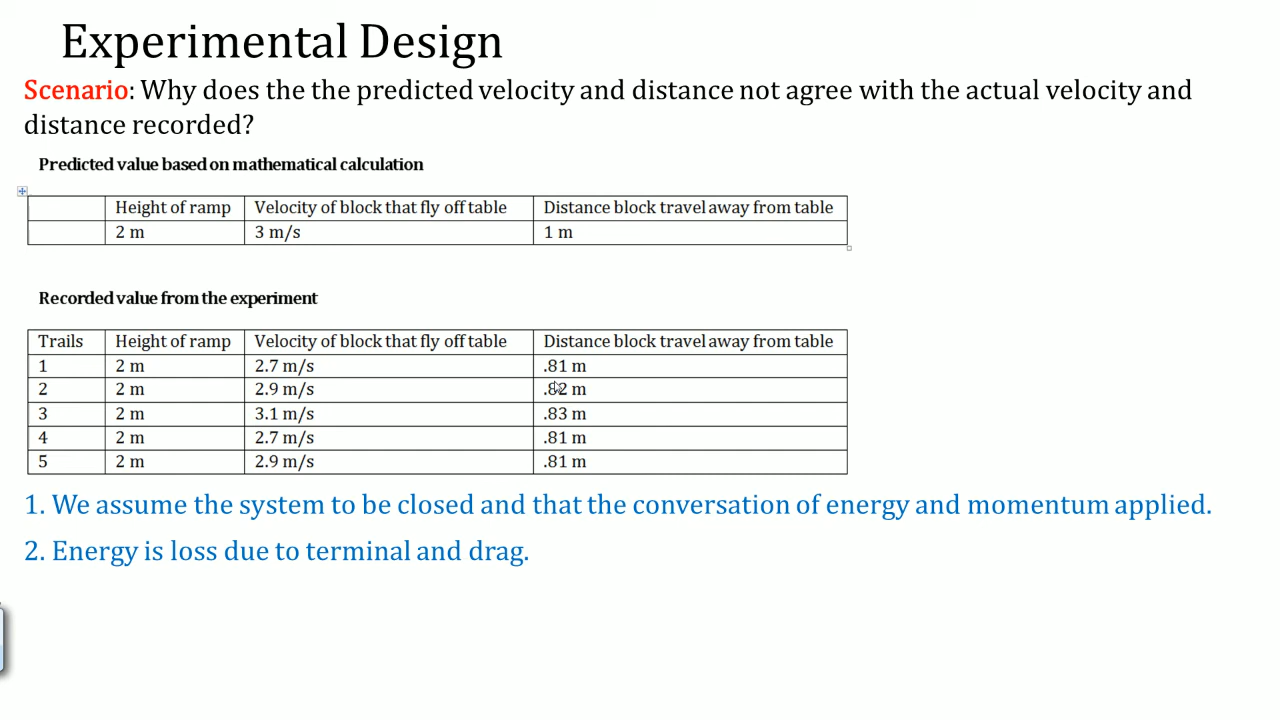 Experimental Design
Scenario: Why does the the predicted velocity and distance not agree with the actual velocity and
distance recorded?
Predicted value based on mathematical calculation
Height of ramp Velocity of block that fly off table Distance block travel away from table
2 m 3 m/s 1 m
Recorded value from the experiment
Trails Height of ramp Velocity of block that fly off table Distance block travel away from table
1 2 m 2.7 m/s .81 m
2 2 m 2.9 m/s .82 m
3 2 m 3.1 m/s .83 m
4 2 m 2.7 m/s .81 m
5 2 m 2.9 m/s .81 m
1. We assume the system to be closed and that the conversation of energy and momentum applied.
2. Energy is loss due to terminal and drag.